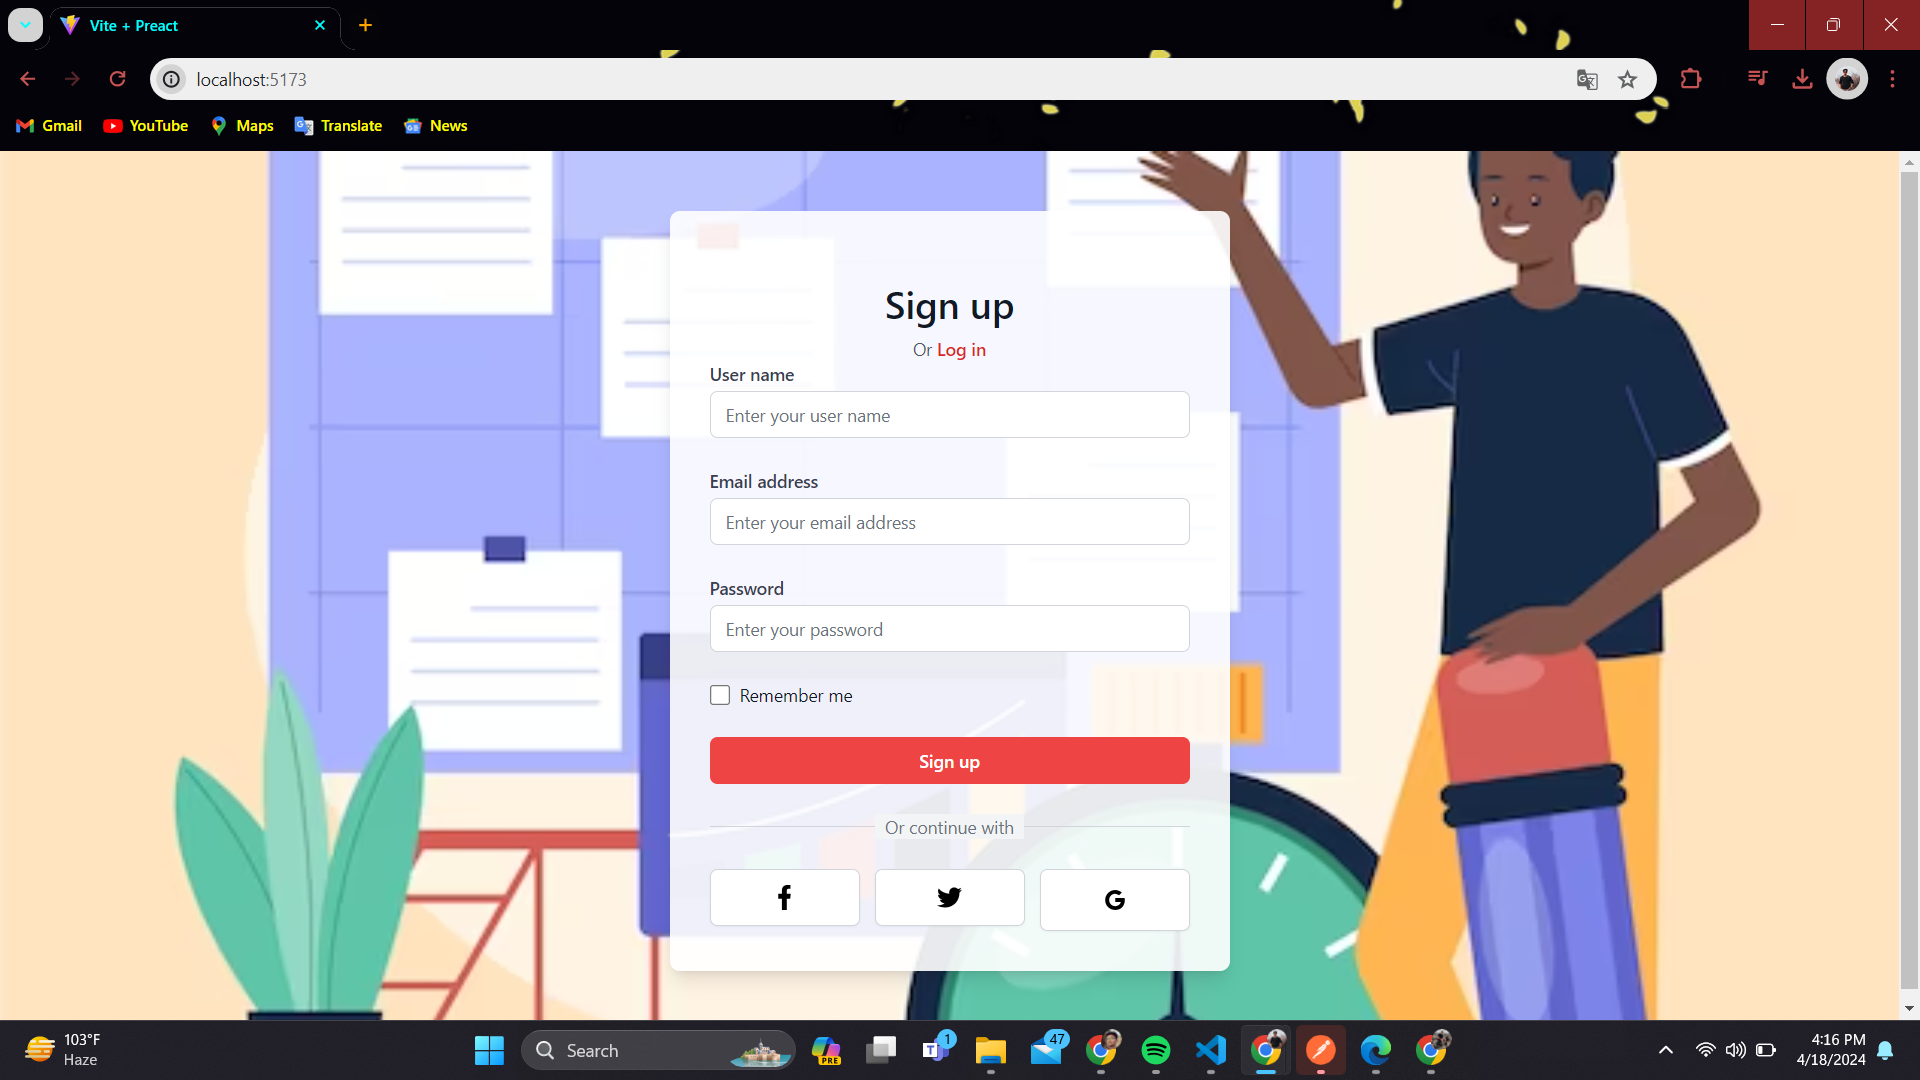 Vite + Preact
localhost:5173
Gmail YouTube Maps Translate News
Sign up
Or Log in
User name
Enter your user name
Email address
Enter your email address
Password
Enter your password
Remember me
Sign up
Or continue with
103°F
Haze
Search
PRE
1
47
4:16 PM
4/18/2024